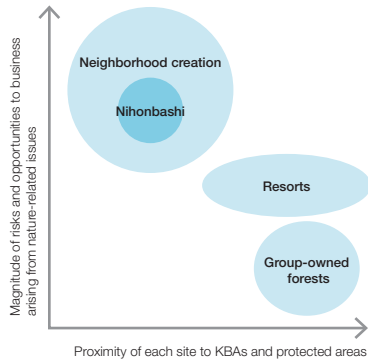 Magnitude of risks and opportunities to business
arising from nature-related issues
Neighborhood creation
Nihonbashi
Resorts
Group-owned
forests
Proximity of each site to KBAs and protected areas